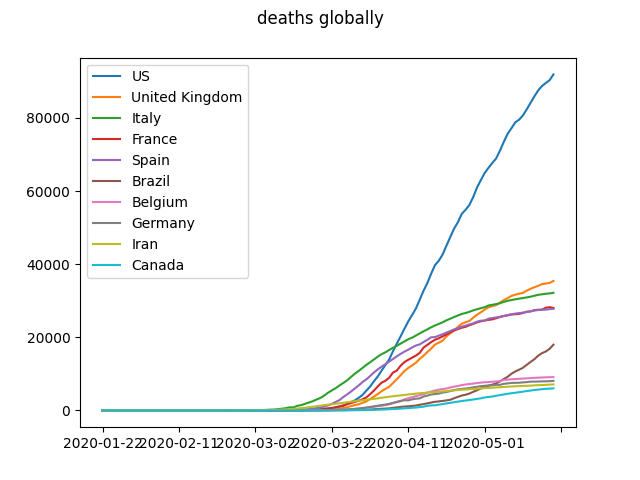 deaths globally
US
United Kingdom
Italy
France
Spain
Brazil
Belgium
Germany
Iran
Canada
80000
60000
40000
20000
0
2020-01-22 2020-02-11 2020-03-02 2020-03-22 2020-04-11 2020-05-01